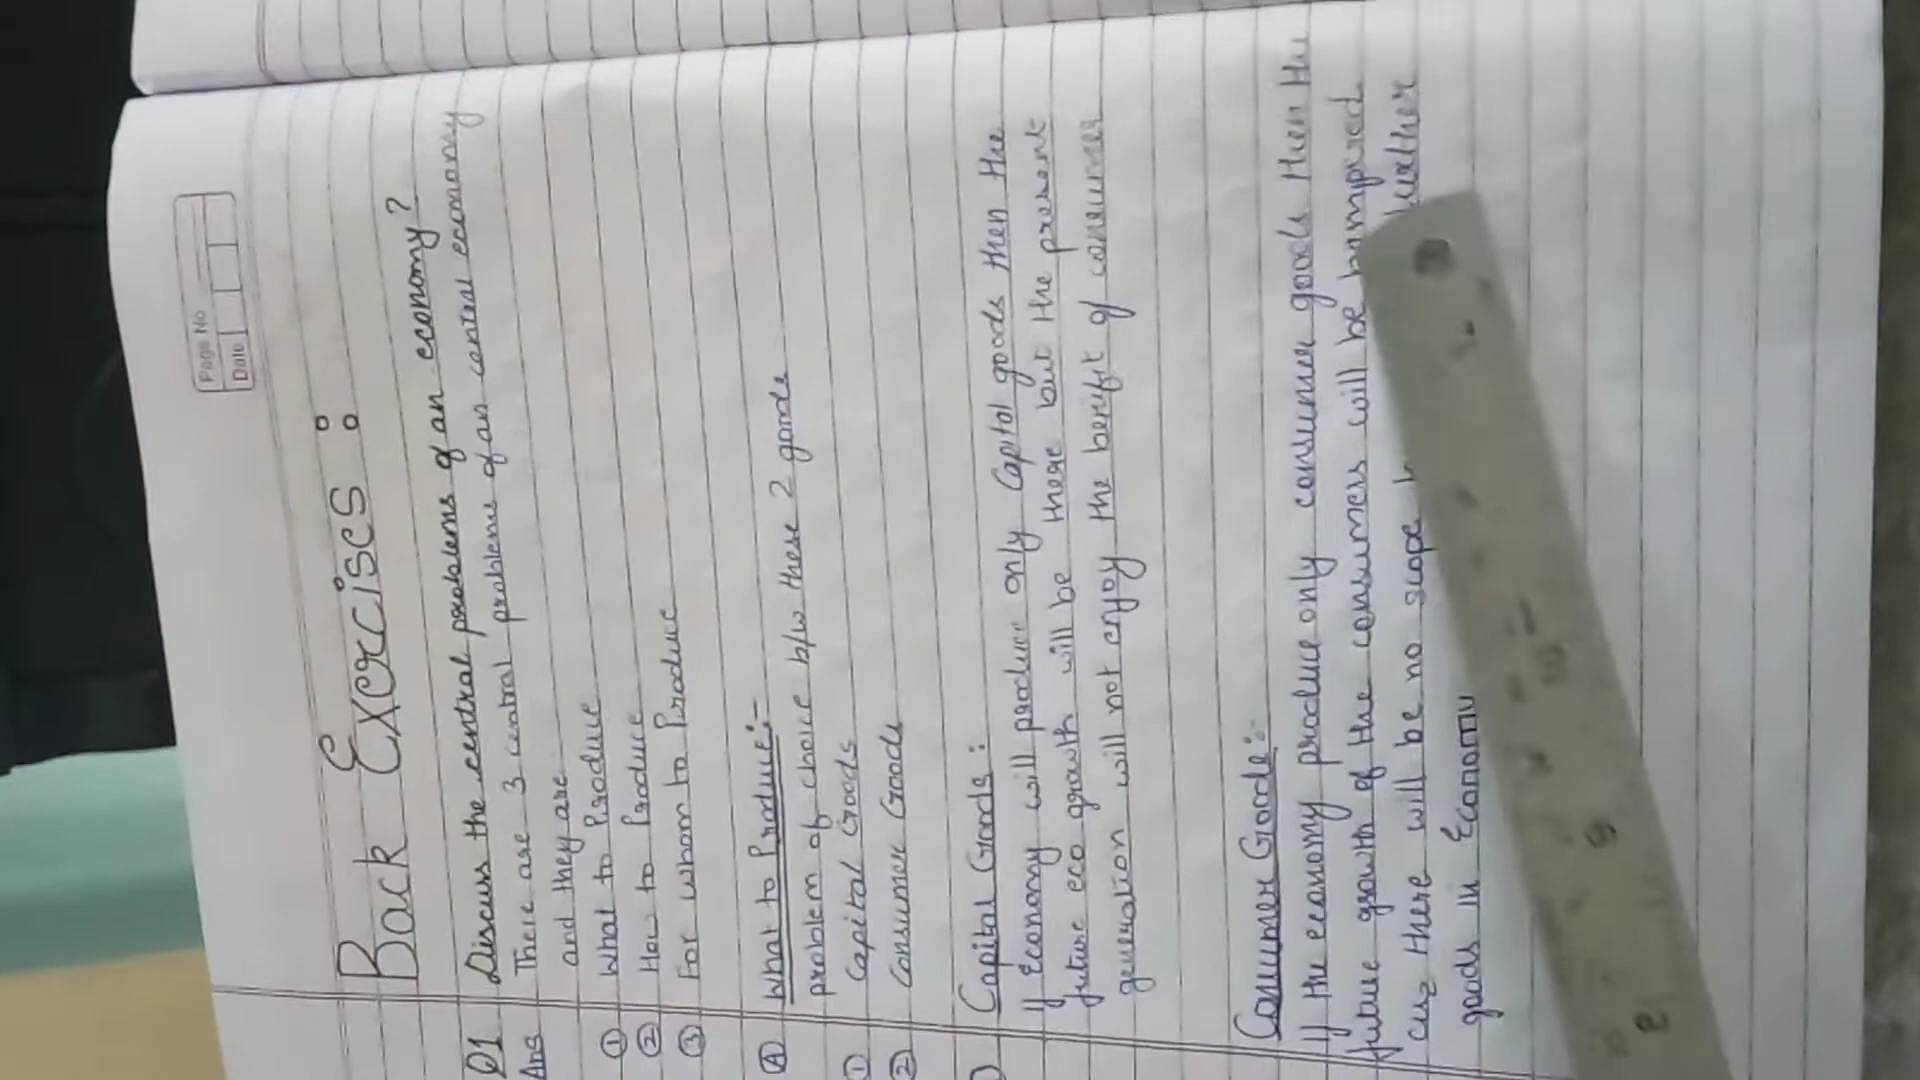 Page No
Date
Back Exercises :
Q1 Discuss the central problems of an economy?
Ans There are 3 central problems of an central economy
and they are
① What to Produce
② How to Produce
③ For whom to Produce
Ⓐ What to Produce:-
problem of choice b/w these 2 goods
① Capital Goods
② Consumer Goods
) Capital Goods :
If Economy will produce only Capital goods then the
future eco growth will be there but the present
generation will not enjoy the benifit of consumer
Consumer Goods:-
If the economy produce only consumer goods then the
future growth of the consumers will be hampered
cuz there will be no scope further
goods in Economy